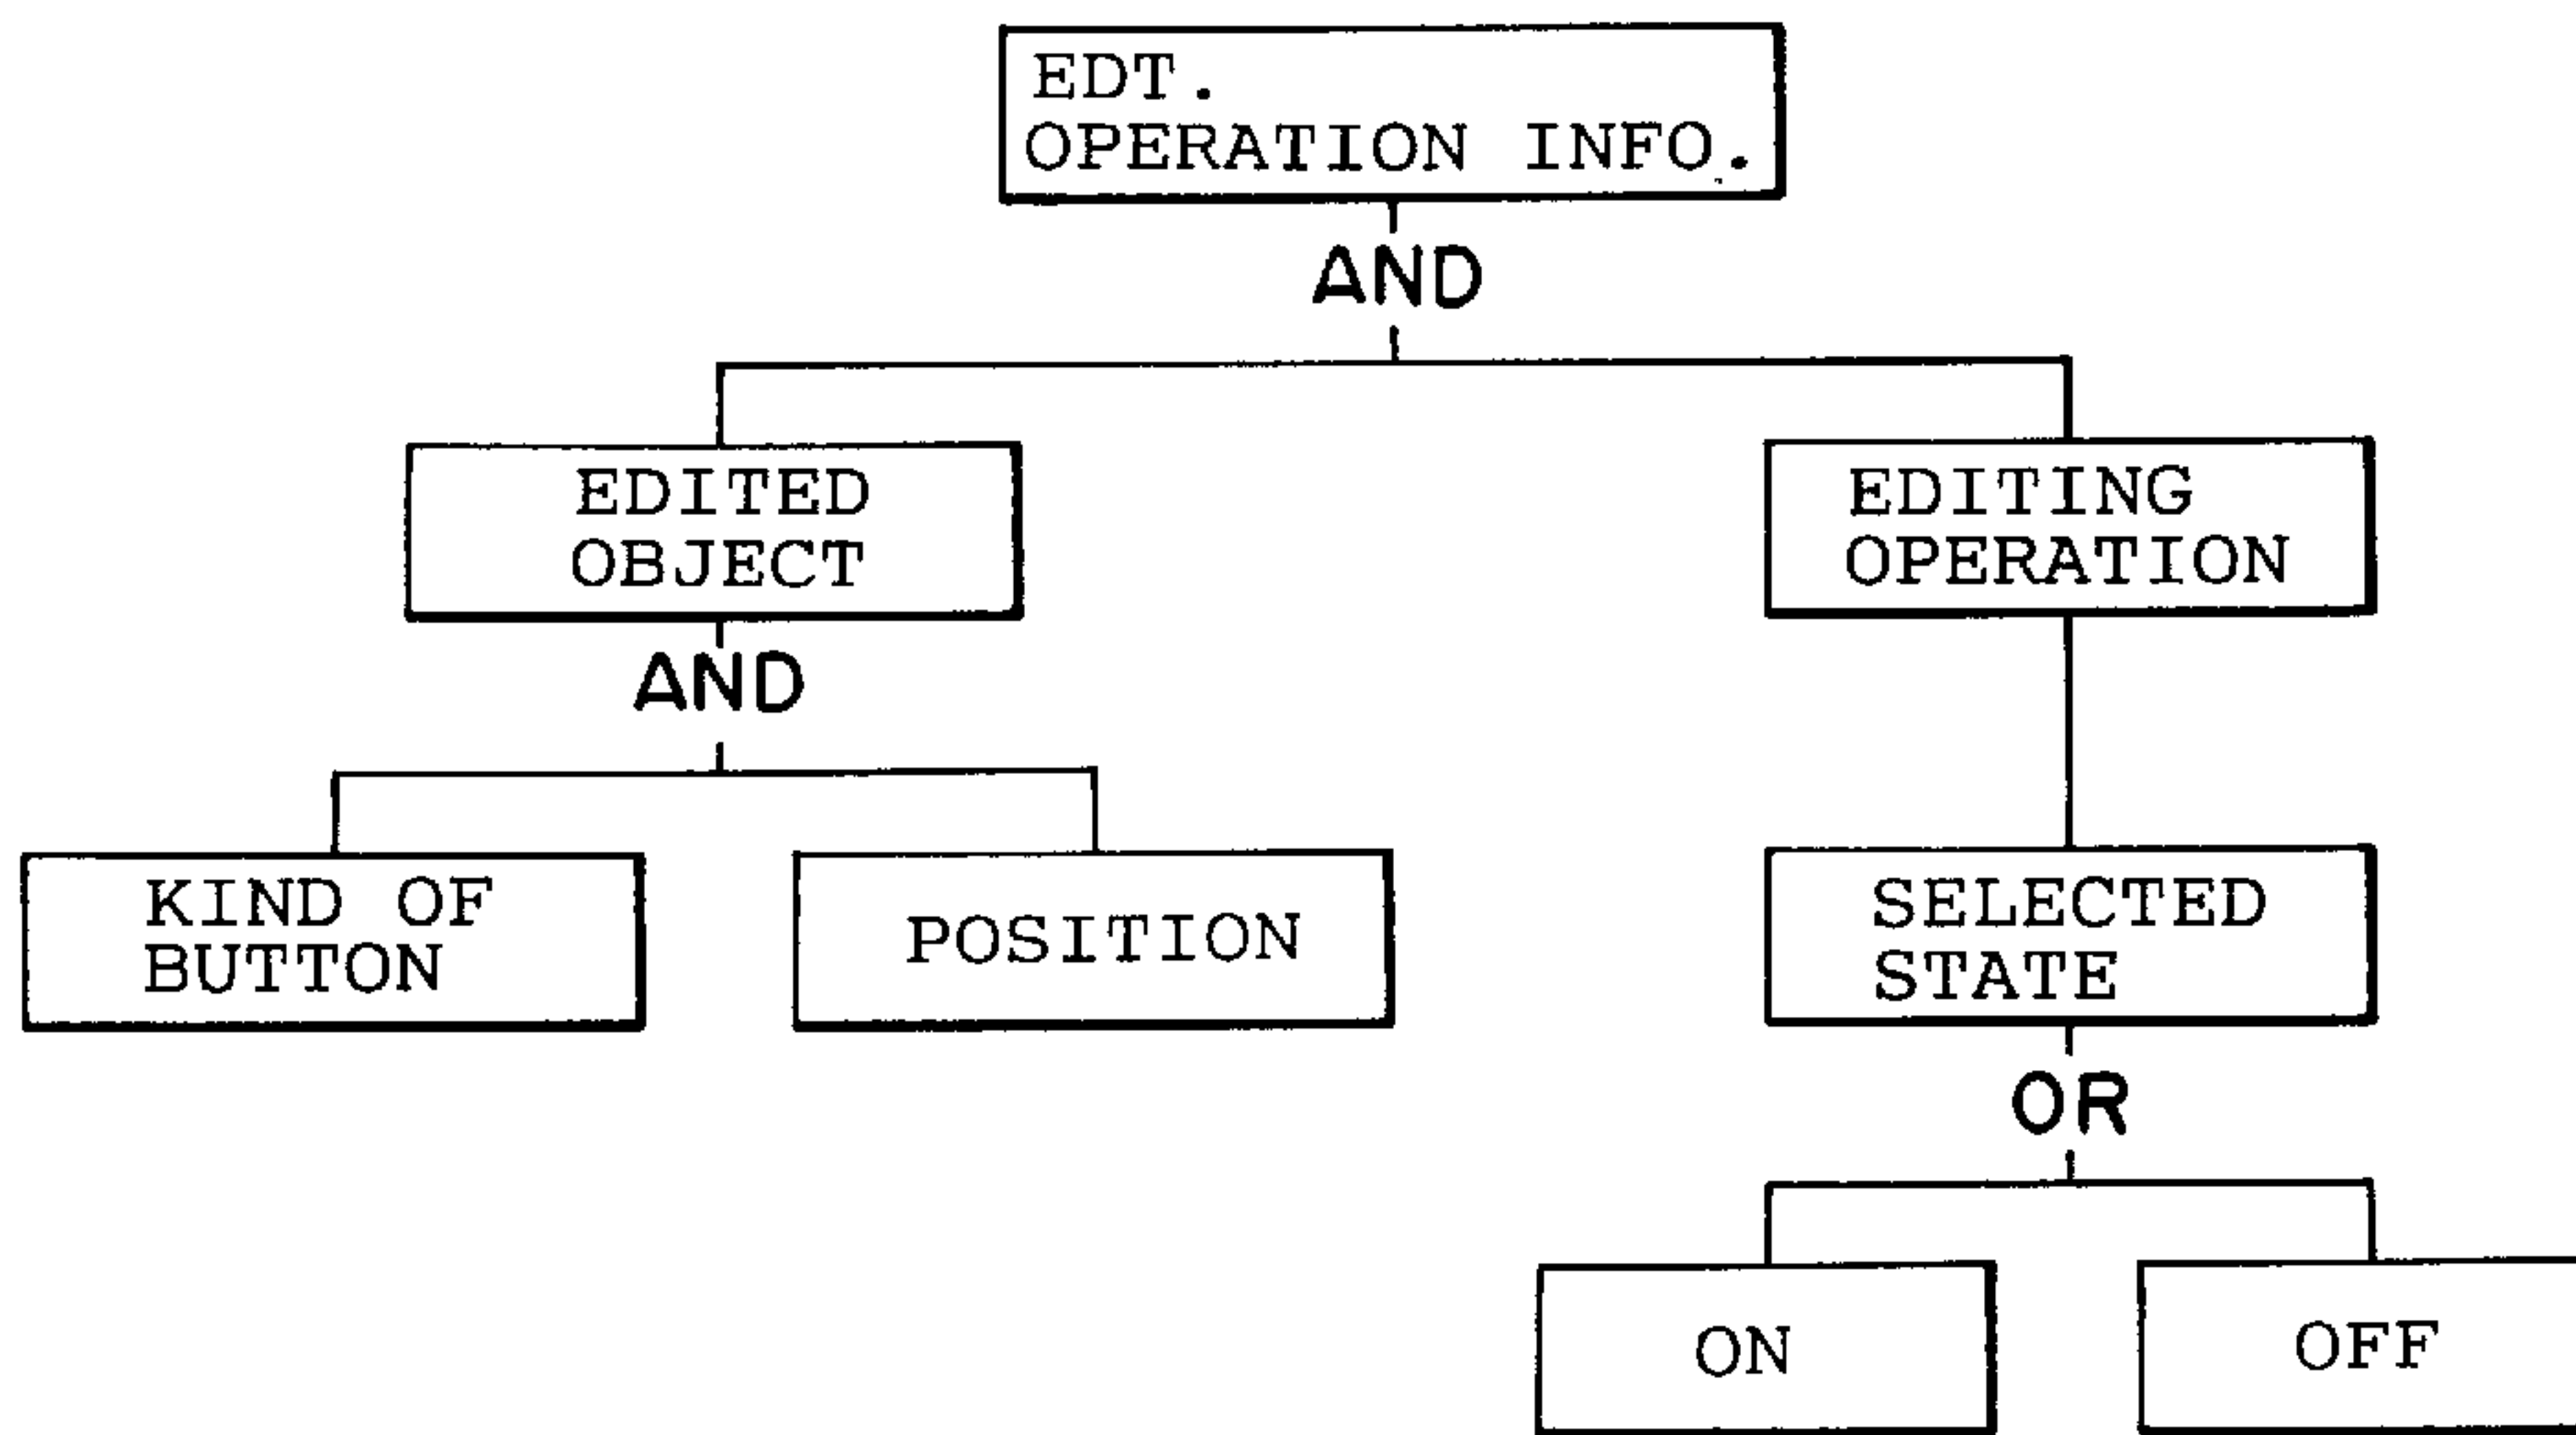 EDT.
OPERATION INFO.
AND
EDITED
OBJECT
EDITING
OPERATION
AND
KIND OF
BUTTON
POSITION
SELECTED
STATE
OR
ON
OFF